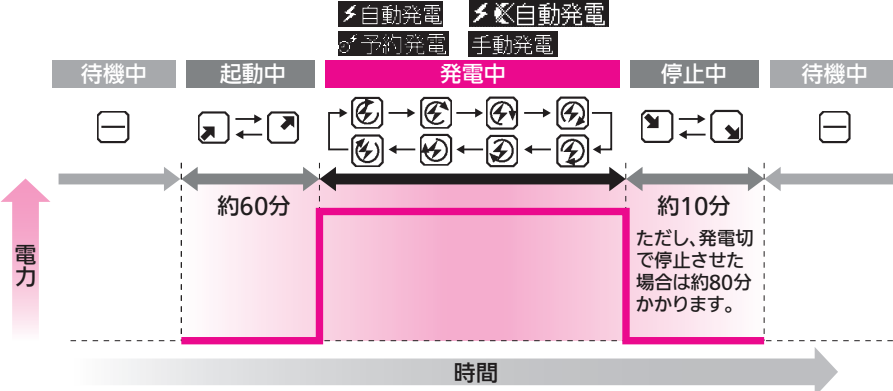 自動発電 自動発電
予約発電 手動発電
待機中 起動中 発電中 停止中 待機中
約60分 約10分
ただし、発電切
で停止させた
場合は約80分
かかります。
電力
時間